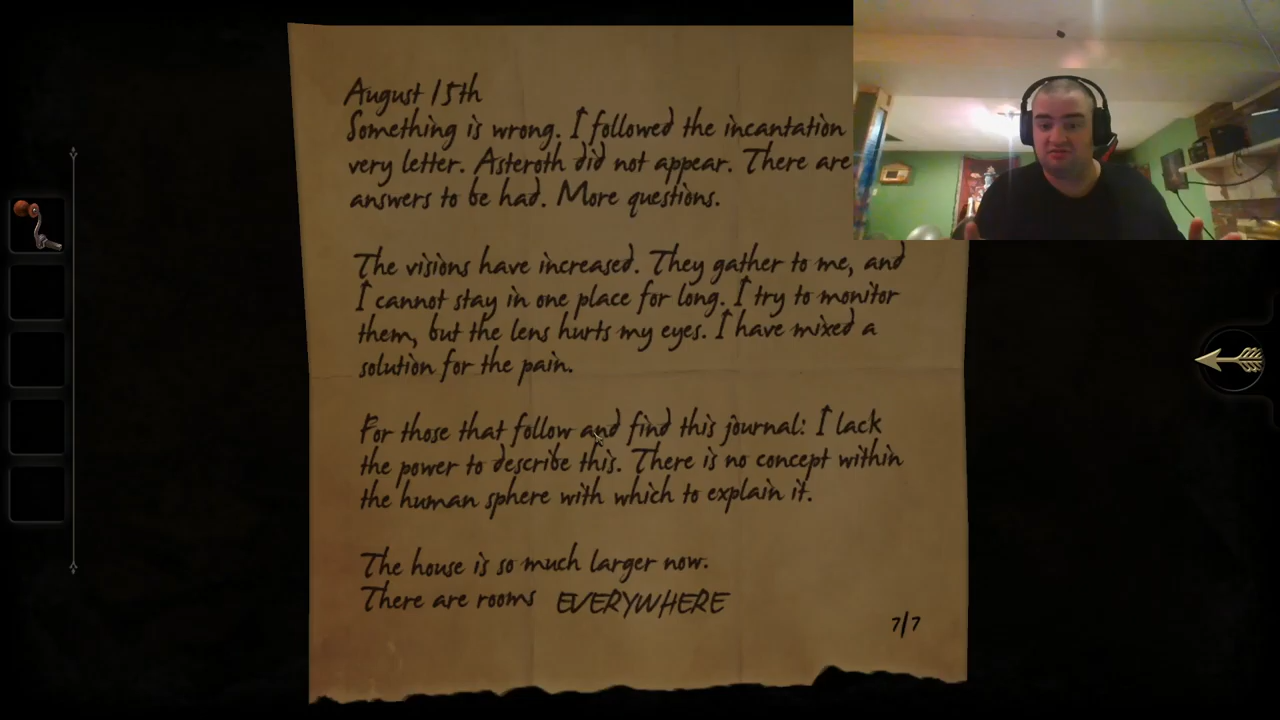 August 15th
Something is wrong. I followed the incantation
very letter. Asteroth did not appear. There are
answers to be had. More questions.
The visions have increased. They gather to me, and
I cannot stay in one place for long. I try to monitor
them, but the lens hurts my eyes. I have mixed a
solution for the pain.
For those that follow and find this journal: I lack
the power to describe this. There is no concept within
the human sphere with which to explain it.
The house is so much larger now.
There are rooms EVERYWHERE
7/7